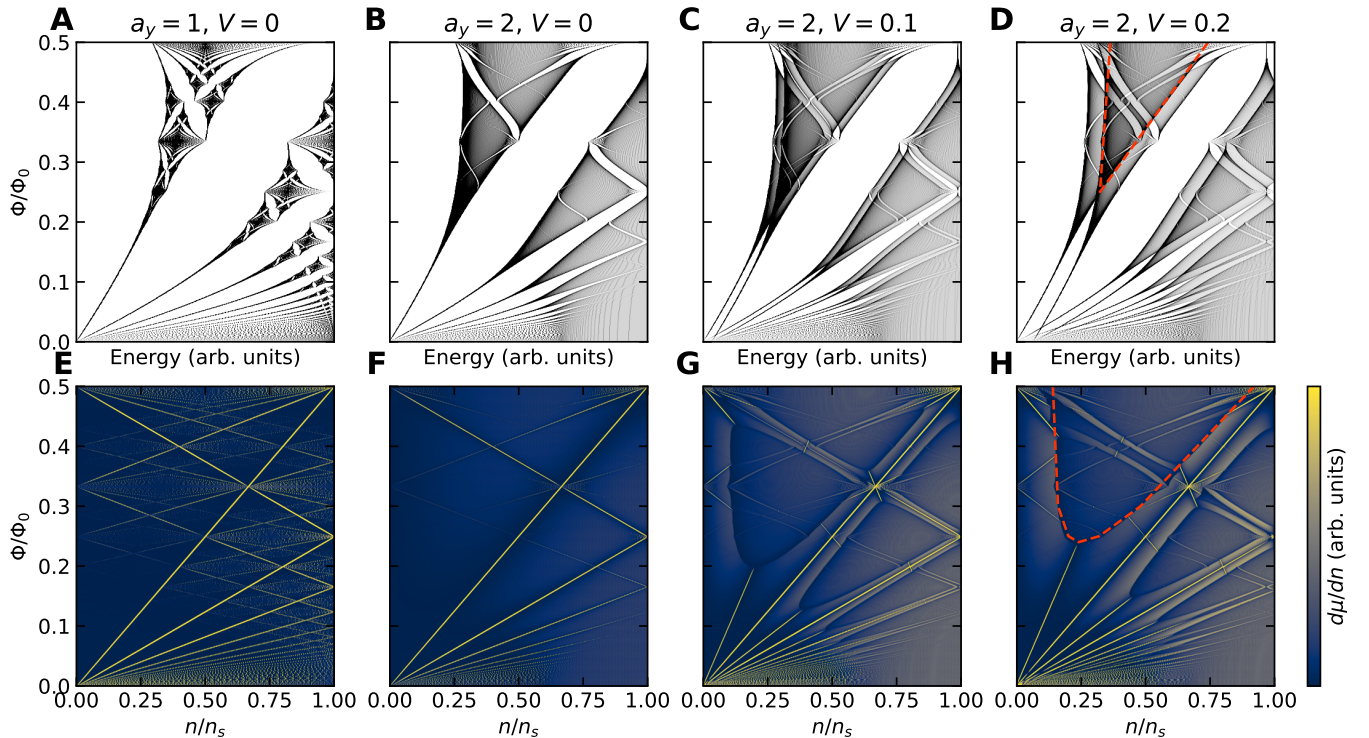 A
a_y = 1, V = 0
B
a_y = 2, V = 0
C
a_y = 2, V = 0.1
D
a_y = 2, V = 0.2
0.5
0.4
0.3
0.2
0.1
0.0
Φ/Φ₀
Energy (arb. units)
Energy (arb. units)
Energy (arb. units)
Energy (arb. units)
E
F
G
H
0.5
0.4
0.3
0.2
0.1
0.0
Φ/Φ₀
0.00 0.25 0.50 0.75 1.00
0.25 0.50 0.75 1.00
0.00 0.25 0.50 0.75 1.00
0.00 0.25 0.50 0.75 1.00
n/n_s
n/n_s
n/n_s
n/n_s
dμ/dn (arb. units)